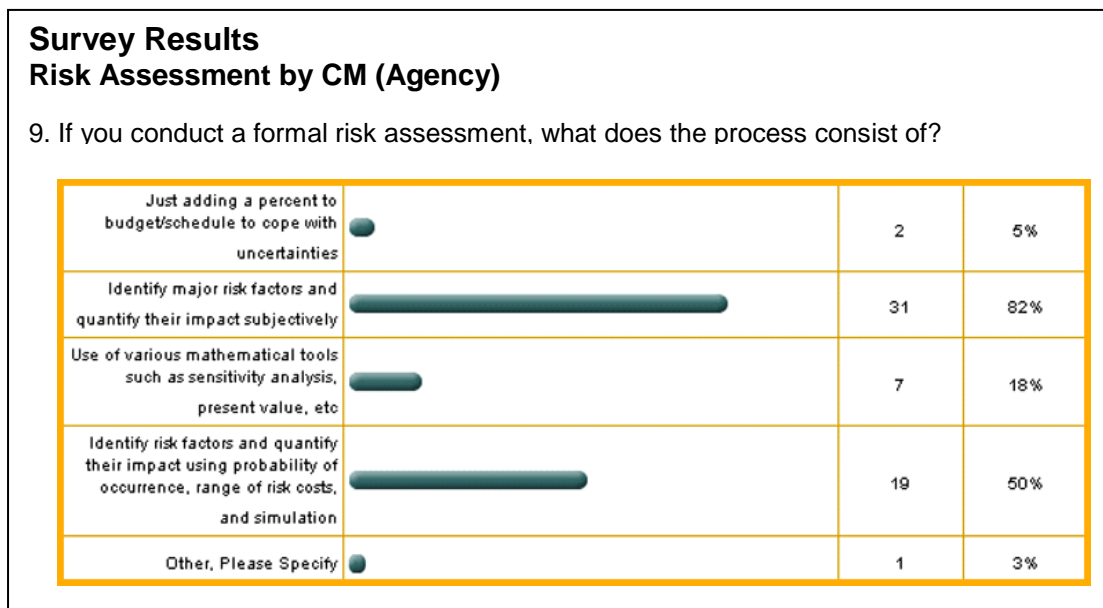 Survey Results
Risk Assessment by CM (Agency)
9. If you conduct a formal risk assessment, what does the process consist of?
Just adding a percent to
budget/schedule to cope with
uncertainties
2
5%
Identify major risk factors and
quantify their impact subjectively
31
82%
Use of various mathematical tools
such as sensitivity analysis,
present value, etc
7
18%
Identify risk factors and quantify
their impact using probability of
occurrence, range of risk costs,
and simulation
19
50%
Other, Please Specify
1
3%